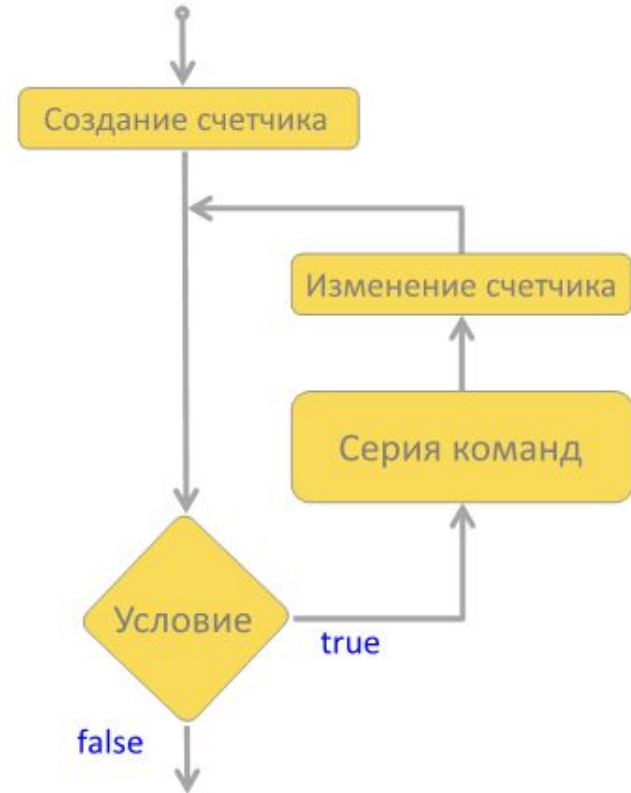 Создание счетчика
Изменение счетчика
Серия команд
Условие
true
false